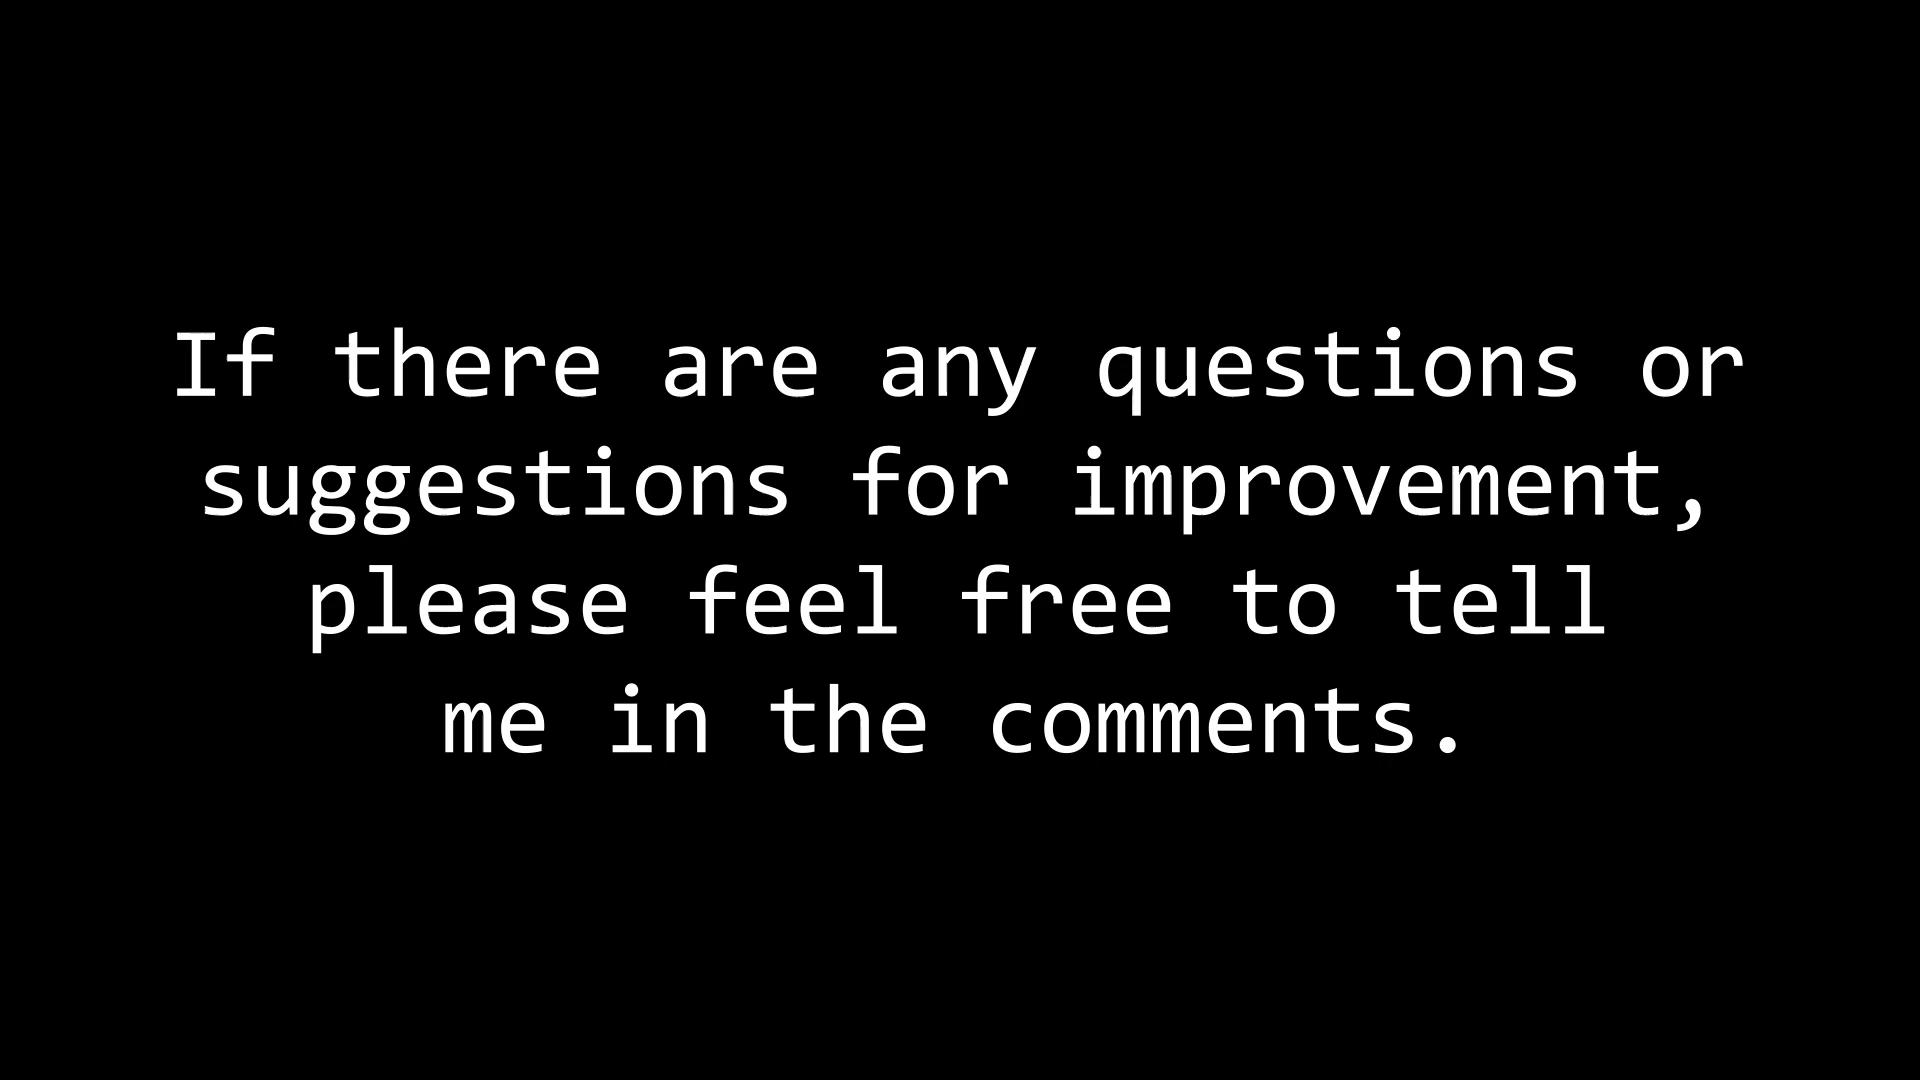 If there are any questions or
suggestions for improvement,
please feel free to tell
me in the comments.